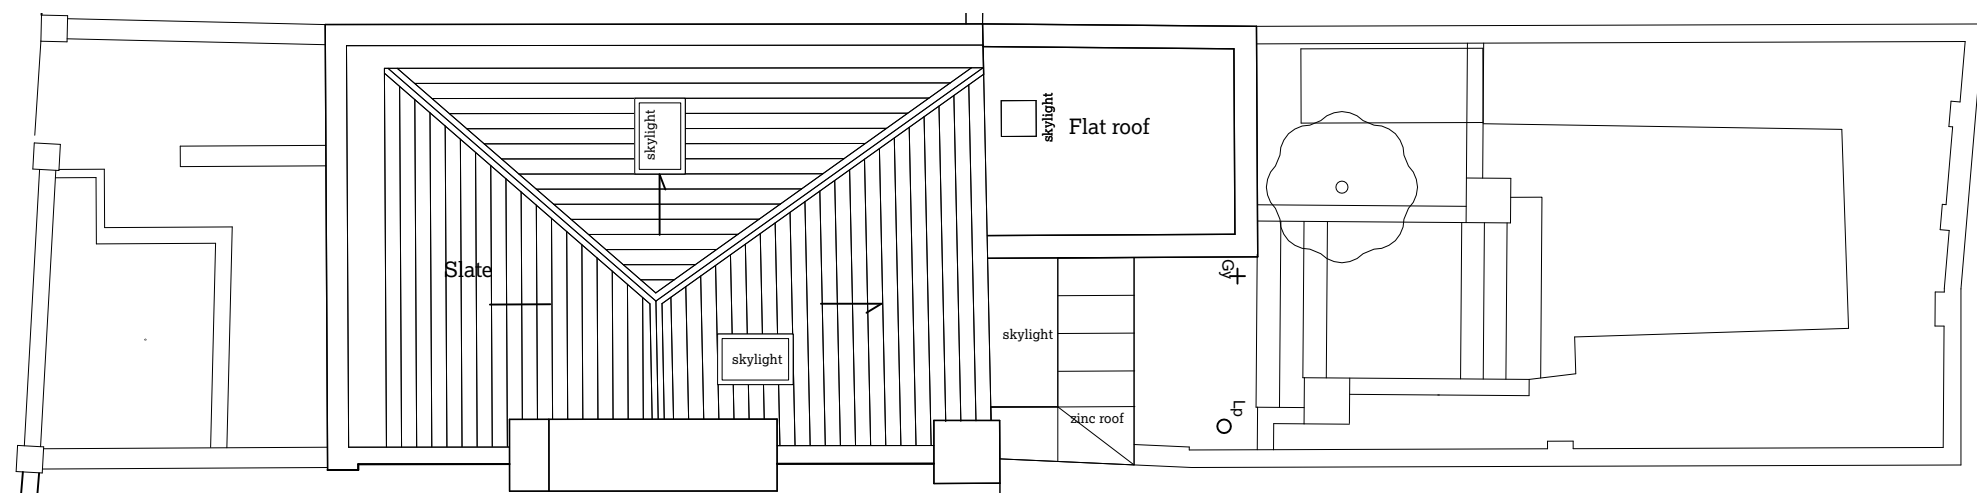 skylight
skylight
Flat roof
Slate
Gy
skylight
skylight
Lp
zinc roof